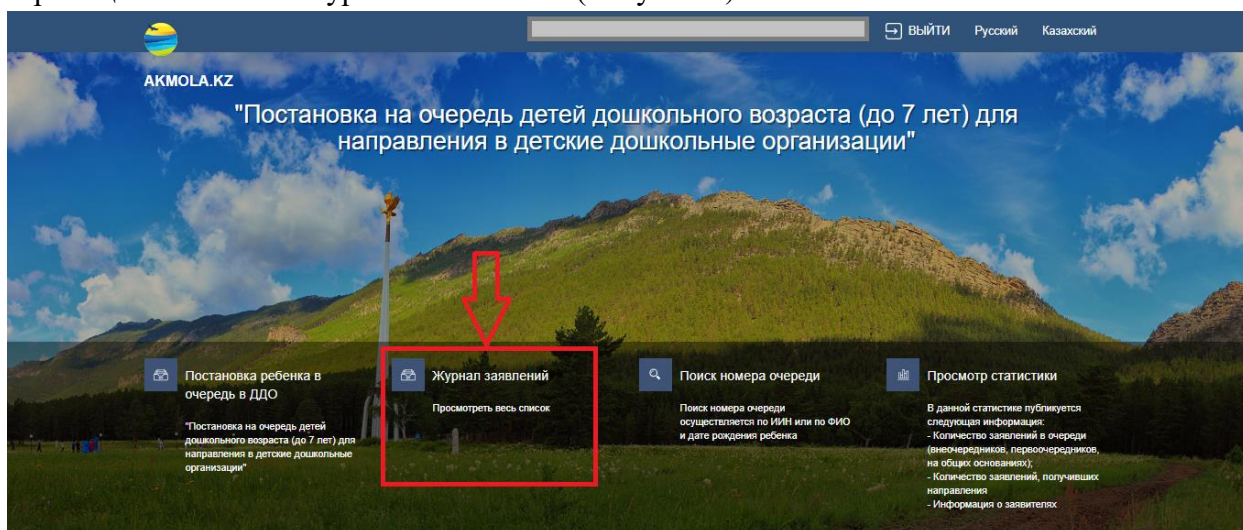 ВЫЙТИ Русский Казахский
AKMOLA.KZ
"Постановка на очередь детей дошкольного возраста (до 7 лет) для
направления в детские дошкольные организации"
Постановка ребенка в
очередь в ДДО
"Постановка на очередь детей
дошкольного возраста (до 7 лет) для
направления в детские дошкольные
организации"
Журнал заявлений
Просмотреть весь список
Поиск номера очереди
Поиск номера очереди
осуществляется по ИИН или по ФИО
и дате рождения ребенка
Просмотр статистики
В данной статистике публикуется
следующая информация:
- Количество заявлений в очереди
(внеочередников, первоочередников,
на общих основаниях);
- Количество заявлений, получивших
направления
- Информация о заявителях